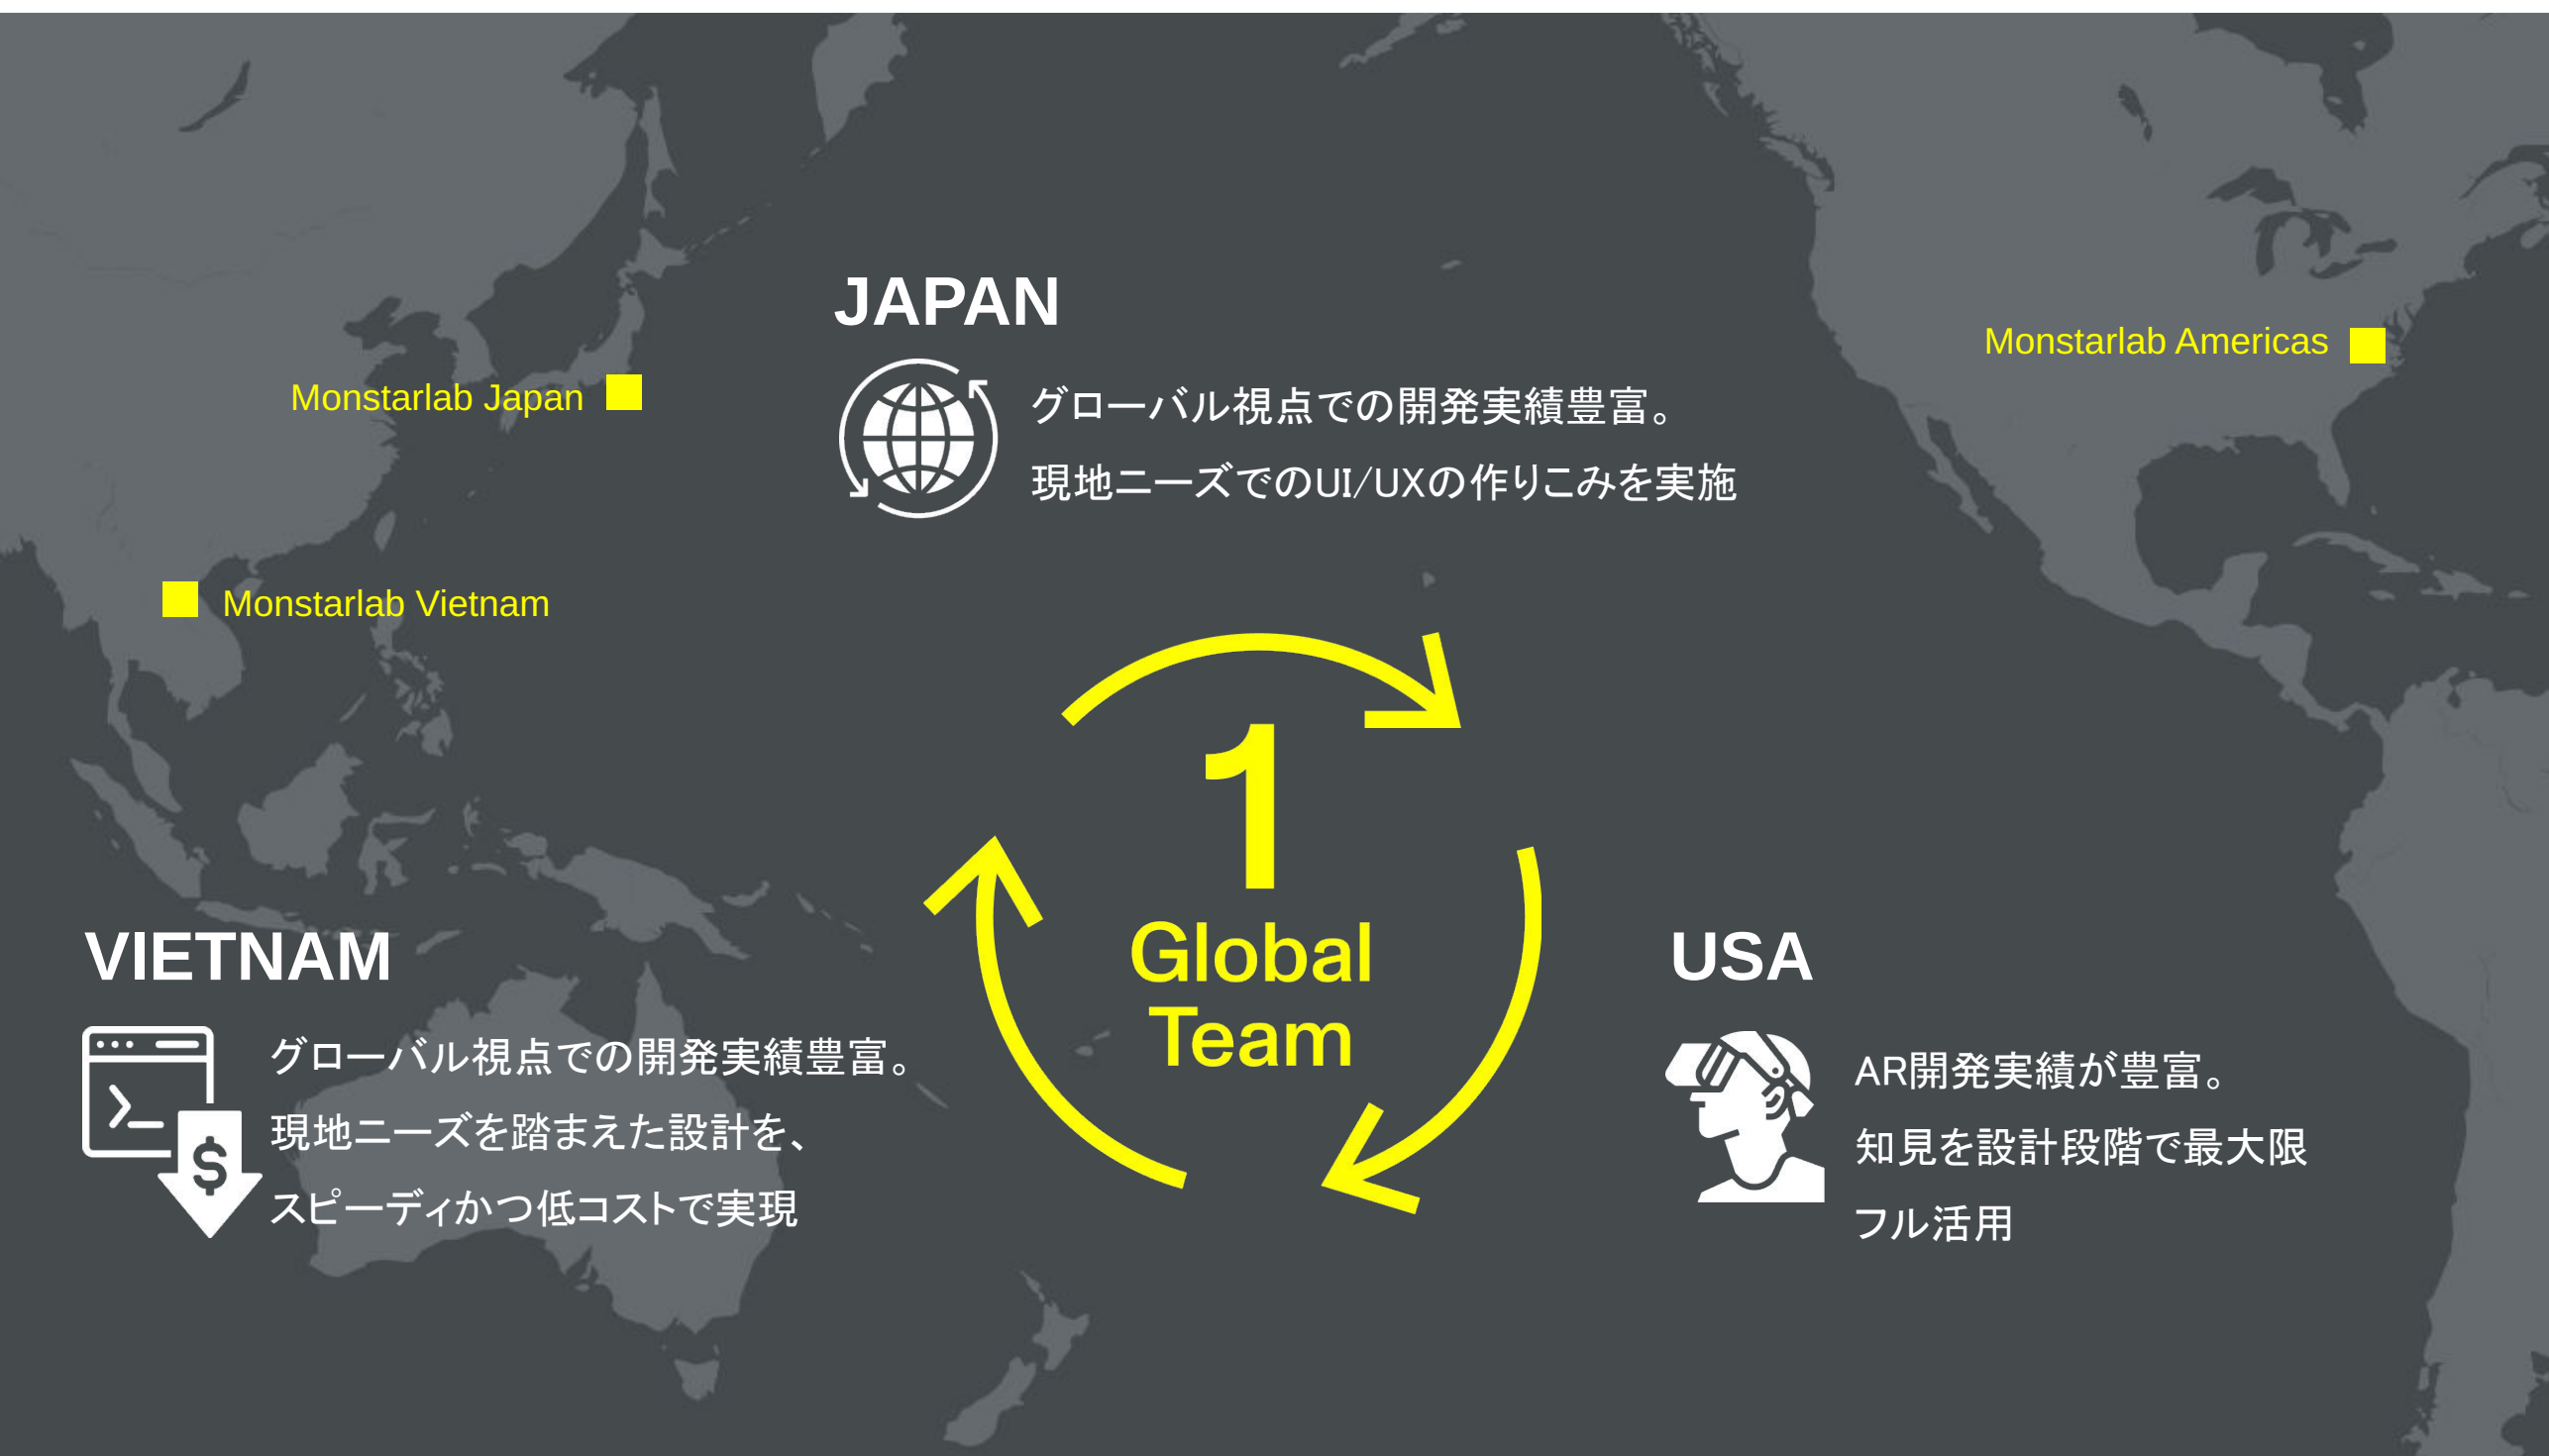 JAPAN
グローバル視点での開発実績豊富。
現地ニーズでのUI/UXの作りこみを実施
Monstarlab Americas
Monstarlab Japan
Monstarlab Vietnam
1
Global
Team
VIETNAM
グローバル視点での開発実績豊富。
現地ニーズを踏まえた設計を、
スピーディかつ低コストで実現
$
USA
AR開発実績が豊富。
知見を設計段階で最大限
フル活用